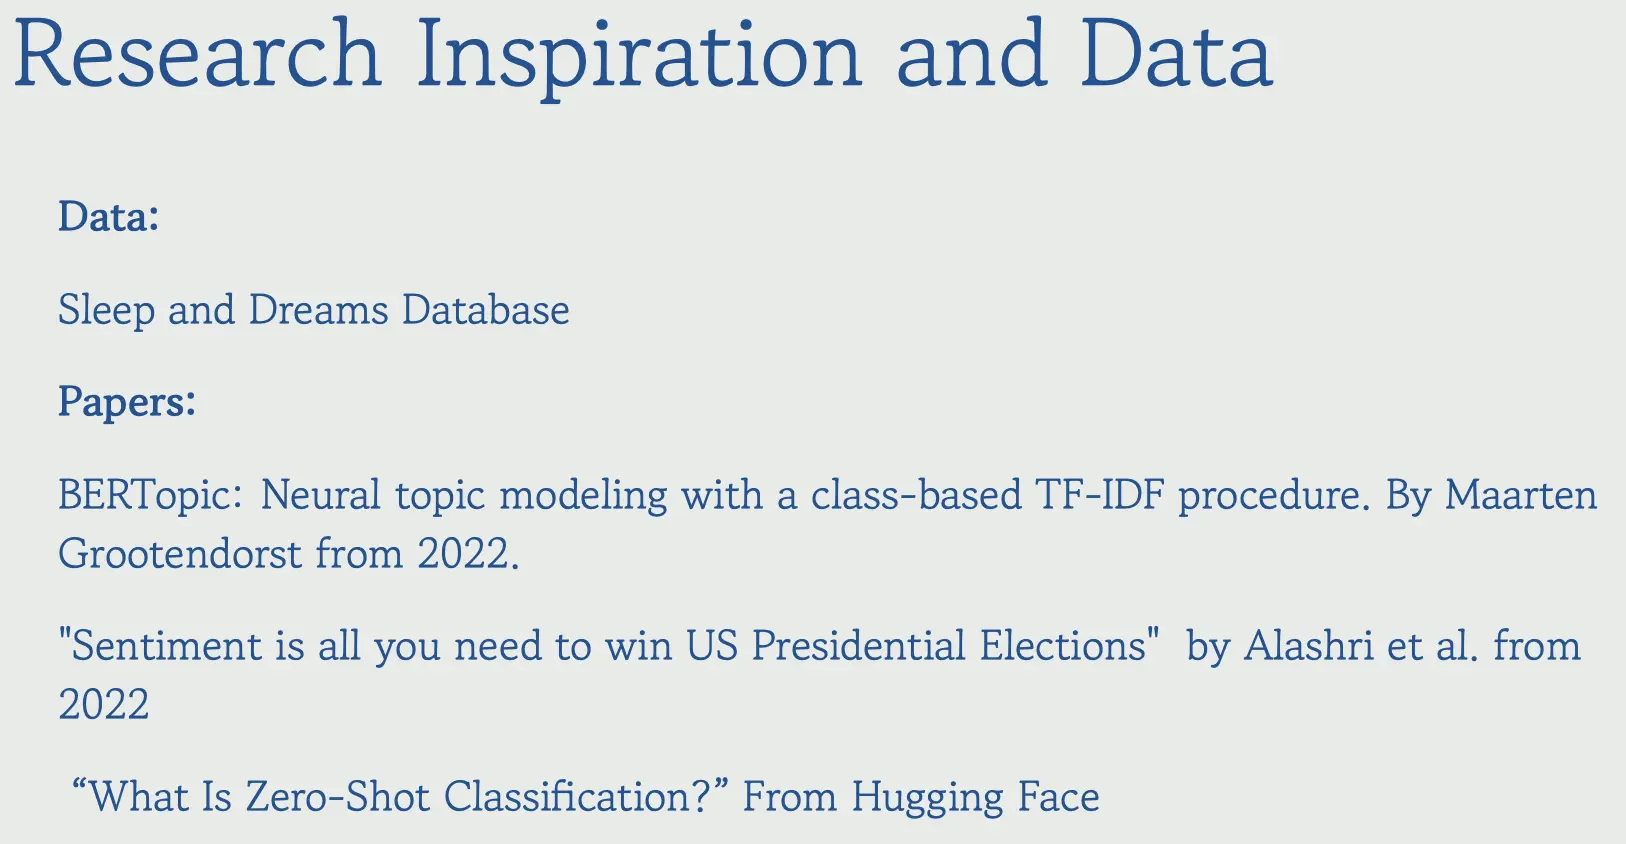 Research Inspiration and Data
Data:
Sleep and Dreams Database
Papers:
BERTopic: Neural topic modeling with a class-based TF-IDF procedure. By Maarten
Grootendorst from 2022.
"Sentiment is all you need to win US Presidential Elections"  by Alashri et al. from
2022
“What Is Zero-Shot Classification?” From Hugging Face